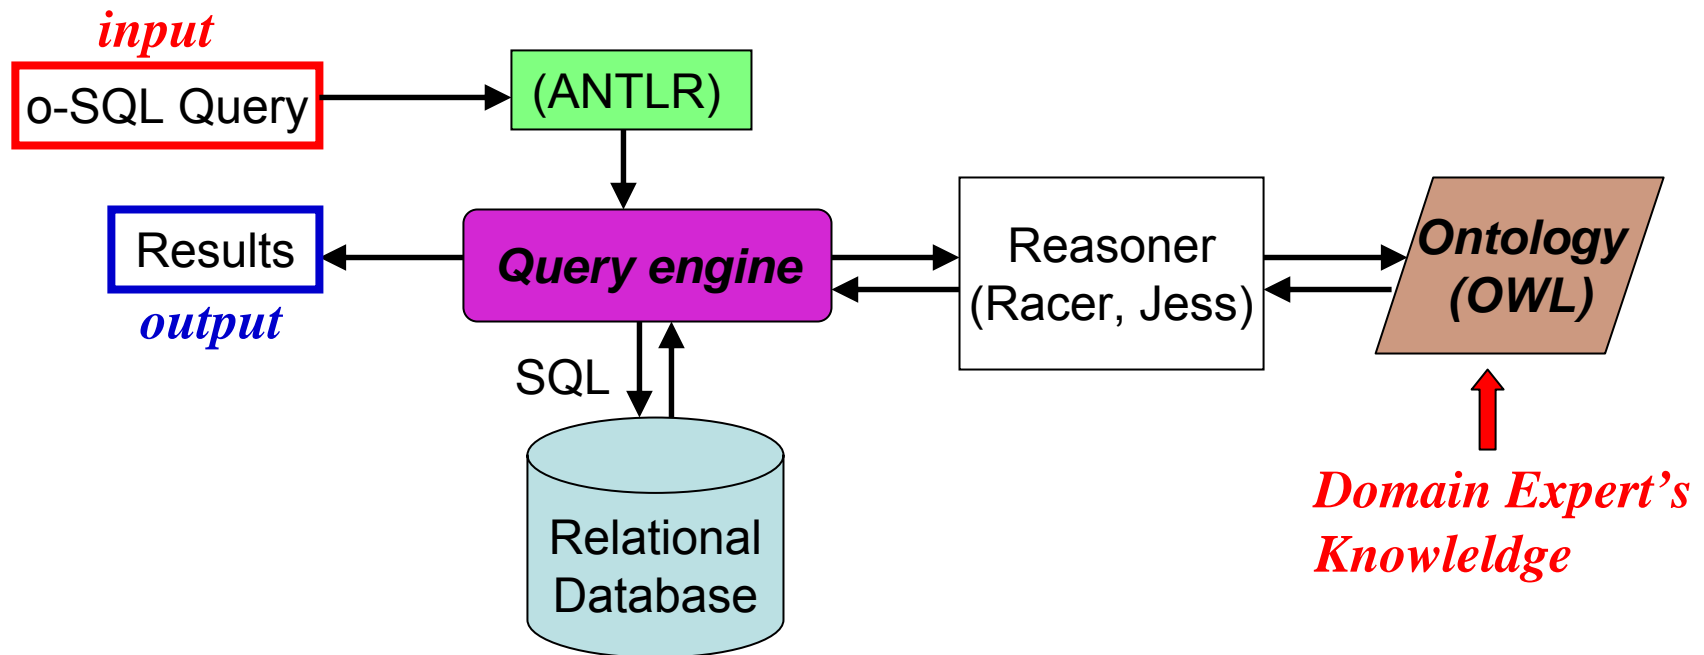 input
o-SQL Query
(ANTLR)
Results
output
Query engine
Reasoner
(Racer, Jess)
Ontology
(OWL)
SQL
Relational
Database
Domain Expert’s
Knowleldge